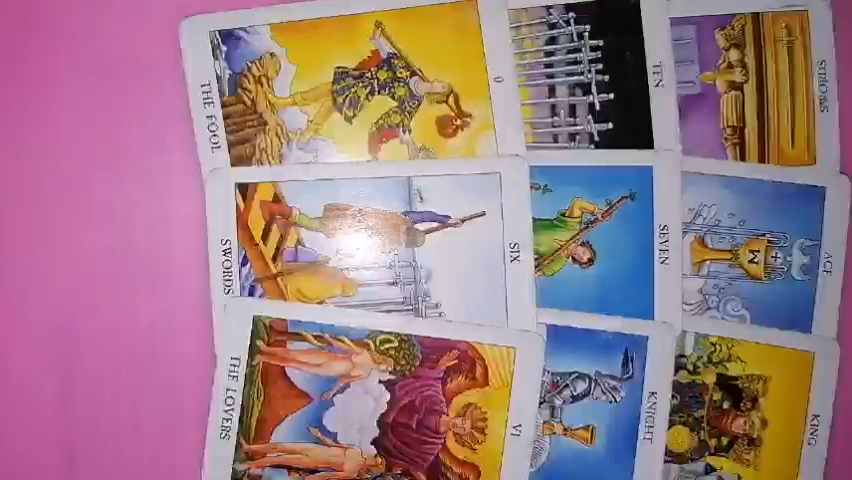 THE FOOL
0
TEN
SWORDS
SWORDS
SIX
SEVEN
ACE
M
THE LOVERS
VI
KNIGHT
KING